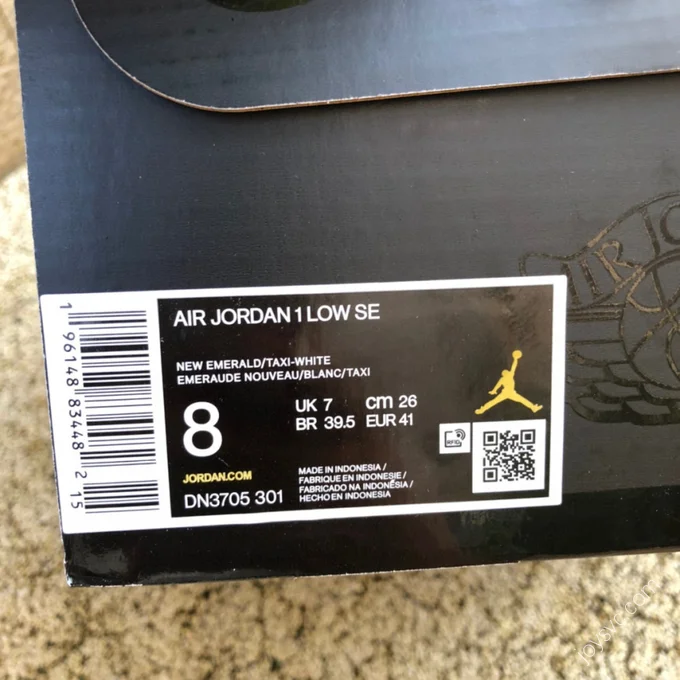 AIR JORDAN 1 LOW SE
NEW EMERALD/TAXI-WHITE
EMERAUDE NOUVEAU/BLANC/TAXI
8
UK 7 cm 26
BR 39.5 EUR 41
JORDAN.COM
DN3705 301
MADE IN INDONESIA/
FABRIQUE EN INDONESIE/
FABRICADO NA INDONÉSIA/
HECHO EN INDONESIA
RFID
1 96148 83448 2 15
AIR JO